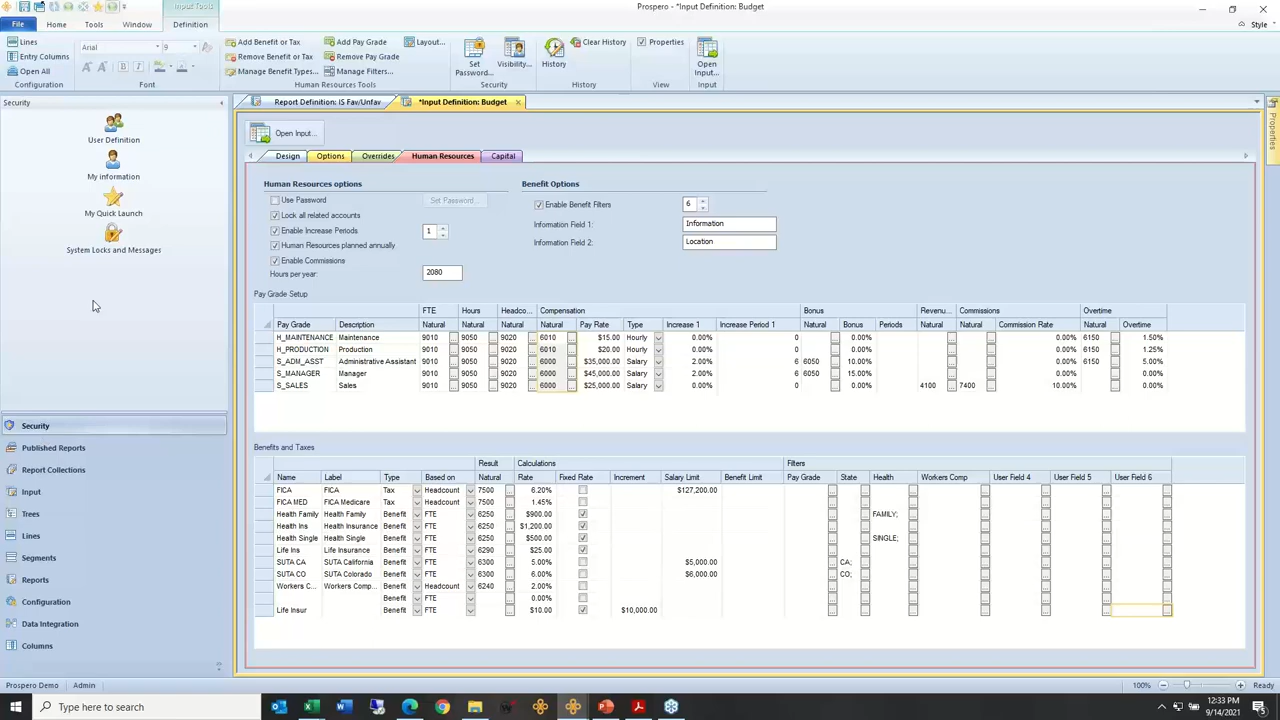 Input Tools
Prospero - *Input Definition: Budget
File Home Tools Window Definition
Style
Lines
Entry Columns
Open All
Configuration
Arial 9
Font
Add Benefit or Tax
Remove Benefit or Tax
Manage Benefit Types...
Add Pay Grade
Remove Pay Grade
Manage Filters...
Layout...
Human Resources Tools
Set Password...
Visibility...
Security
History
Clear History
History
Properties
View
Open Input...
Input
Security
User Definition
My information
My Quick Launch
System Locks and Messages
Security
Published Reports
Report Collections
Input
Trees
Lines
Segments
Reports
Configuration
Data Integration
Columns
Report Definition: IS Fav/Unfav
*Input Definition: Budget
Properties
Open Input...
Design Options Overrides Human Resources Capital
Human Resources options
Use Password Set Password...
Lock all related accounts
Enable Increase Periods 1
Human Resources planned annually
Enable Commissions
Hours per year: 2080
Benefit Options
Enable Benefit Filters 6
Information Field 1: Information
Information Field 2: Location
Pay Grade Setup
FTE Hours Headco... Compensation Bonus Revenu... Commissions Overtime
Pay Grade Description Natural Natural Natural Natural Pay Rate Type Increase 1 Increase Period 1 Natural Bonus Periods Natural Natural Commission Rate Natural Overtime
H_MAINTENANCE Maintenance 9010 9050 9020 6010 $15.00 Hourly 0.00% 0 0.00% 0.00% 6150 1.50%
H_PRODUCTION Production 9010 9050 9020 6010 $20.00 Hourly 0.00% 0 0.00% 0.00% 6150 1.25%
S_ADM_ASST Administrative Assistant 9010 9050 9020 6000 $35,000.00 Salary 2.00% 6 6050 10.00% 0.00% 6150 5.00%
S_MANAGER Manager 9010 9050 9020 6000 $45,000.00 Salary 2.00% 6 6050 15.00% 0.00% 0.00%
S_SALES Sales 9010 9050 9020 6000 $25,000.00 Salary 0.00% 0 0.00% 4100 7400 10.00% 0.00%
Benefits and Taxes
Result Calculations Filters
Name Label Type Based on Natural Rate Fixed Rate Increment Salary Limit Benefit Limit Pay Grade State Health Workers Comp User Field 4 User Field 5 User Field 6
FICA FICA Tax Headcount 7500 6.20% $127,200.00
FICA MED FICA Medicare Tax Headcount 7500 1.45%
Health Family Health Family Benefit FTE 6250 $900.00 FAMILY;
Health Ins Health Insurance Benefit FTE 6250 $1,200.00
Health Single Health Single Benefit FTE 6250 $500.00 SINGLE;
Life Ins Life Insurance Benefit FTE 6290 $25.00
SUTA CA SUTA California Benefit FTE 6300 5.00% $5,000.00 CA;
SUTA CO SUTA Colorado Benefit FTE 6300 6.00% $6,000.00 CO;
Workers C... Workers Comp... Benefit Headcount 6240 2.00%
Benefit FTE 0.00%
Life Insur Benefit FTE $10.00 $10,000.00
Prospero Demo Admin
100% Ready
Type here to search
12:33 PM
9/14/2021